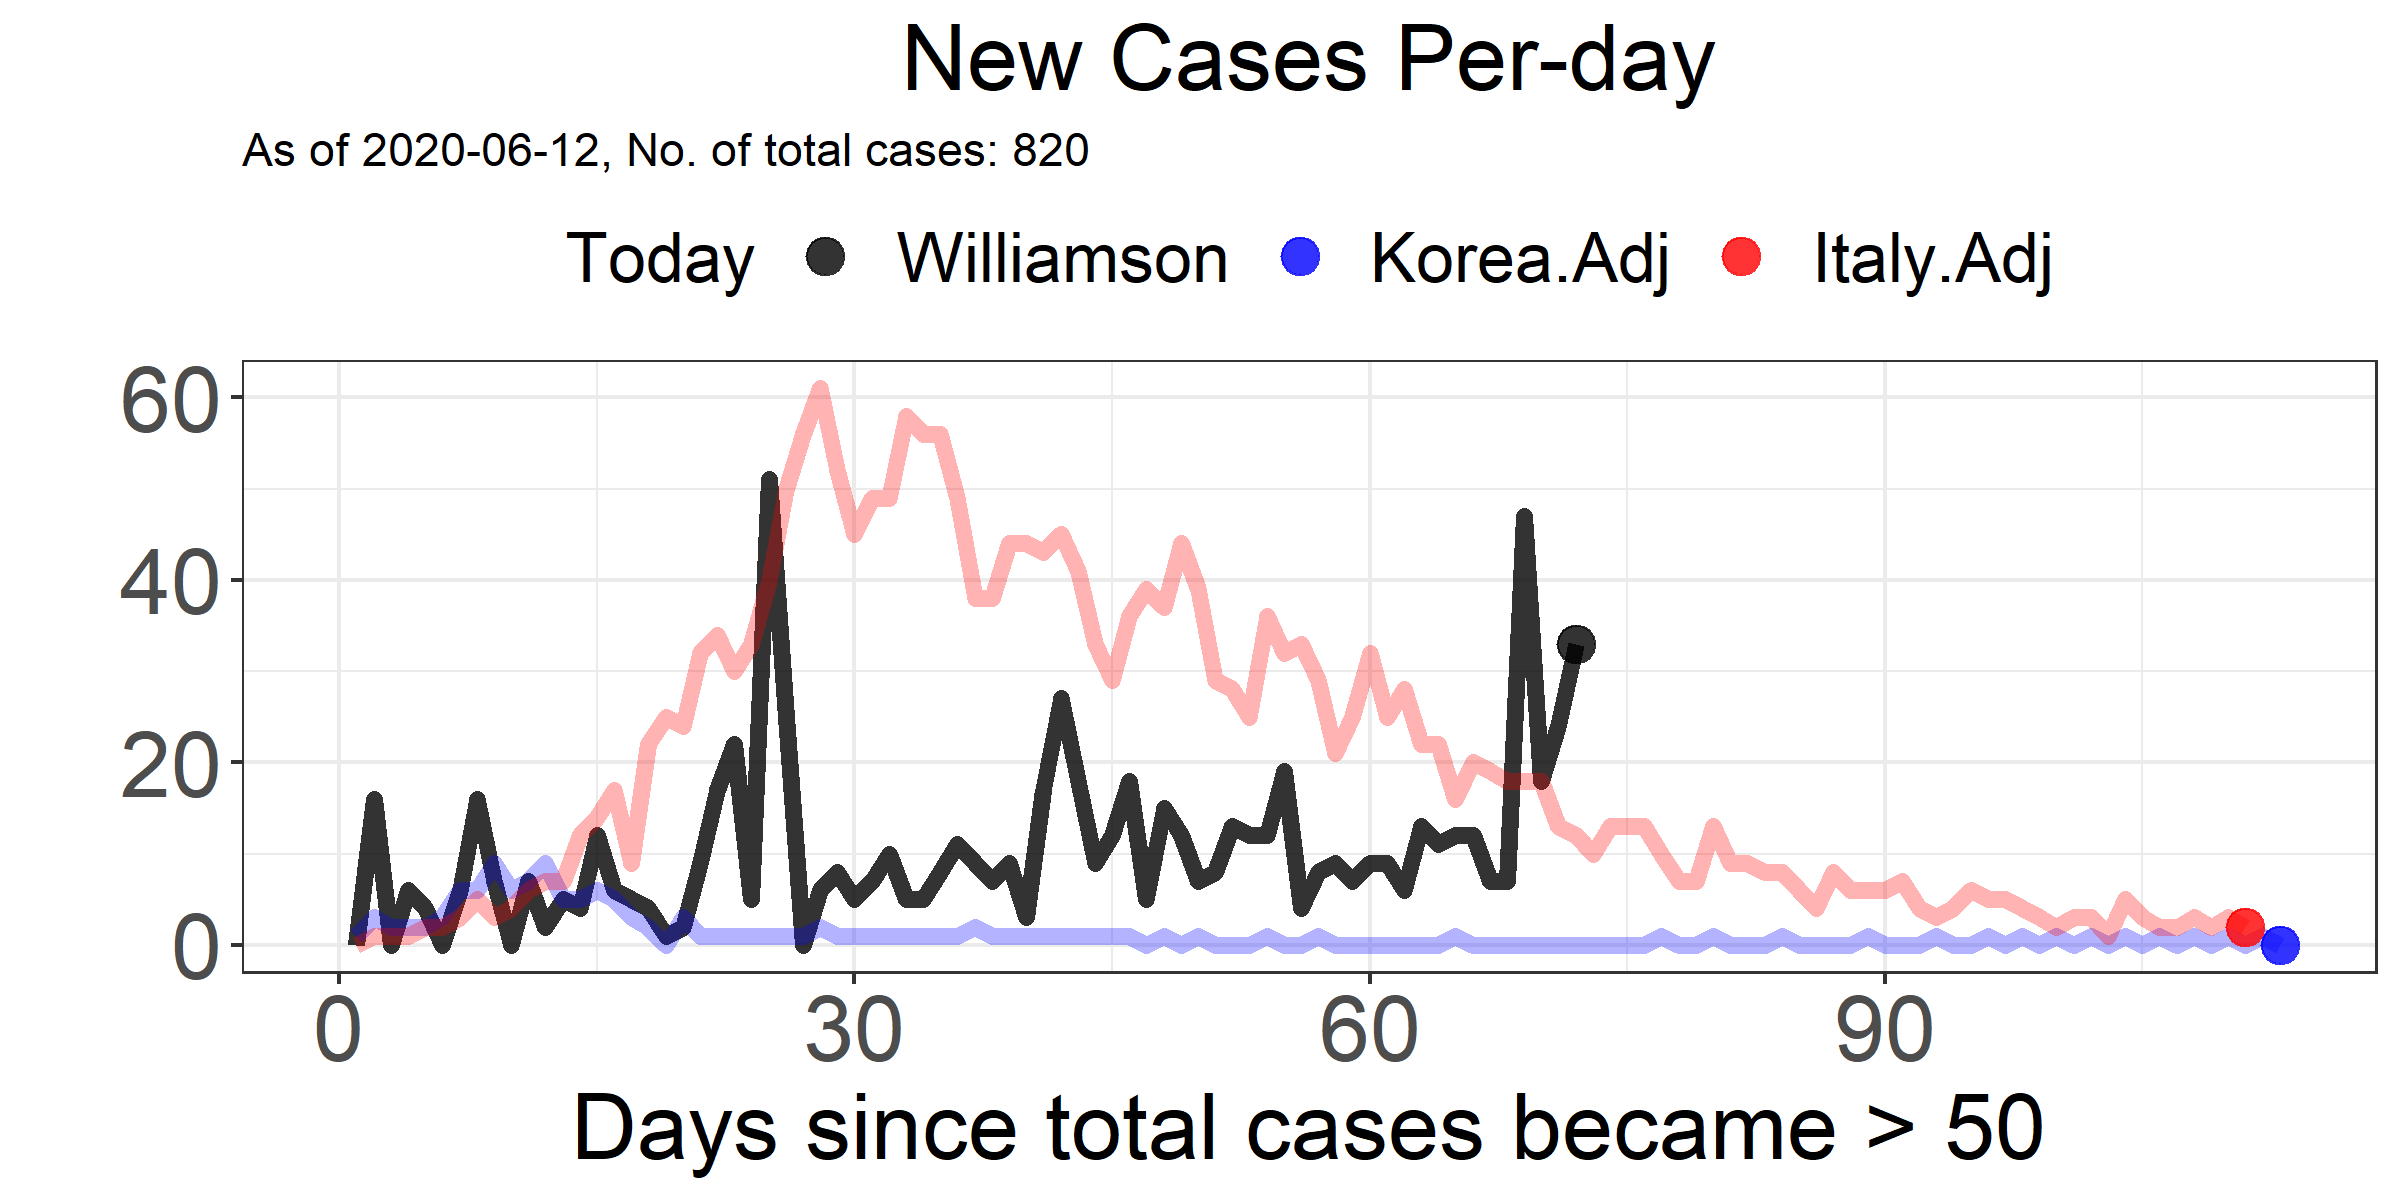 New Cases Per-day
As of 2020-06-12, No. of total cases: 820
Today Williamson Korea.Adj Italy.Adj
60
40
20
0
0 30 60 90
Days since total cases became > 50